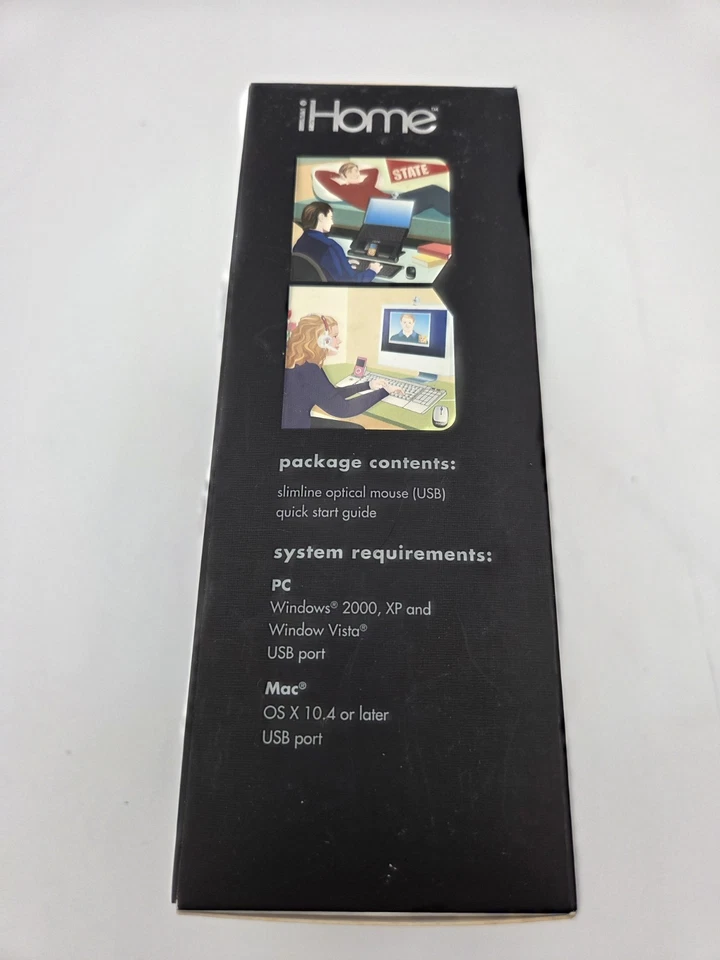 iHome™
STATE
package contents:
slimline optical mouse (USB)
quick start guide
system requirements:
PC
Windows® 2000, XP and
Window Vista®
USB port
Mac®
OS X 10.4 or later
USB port